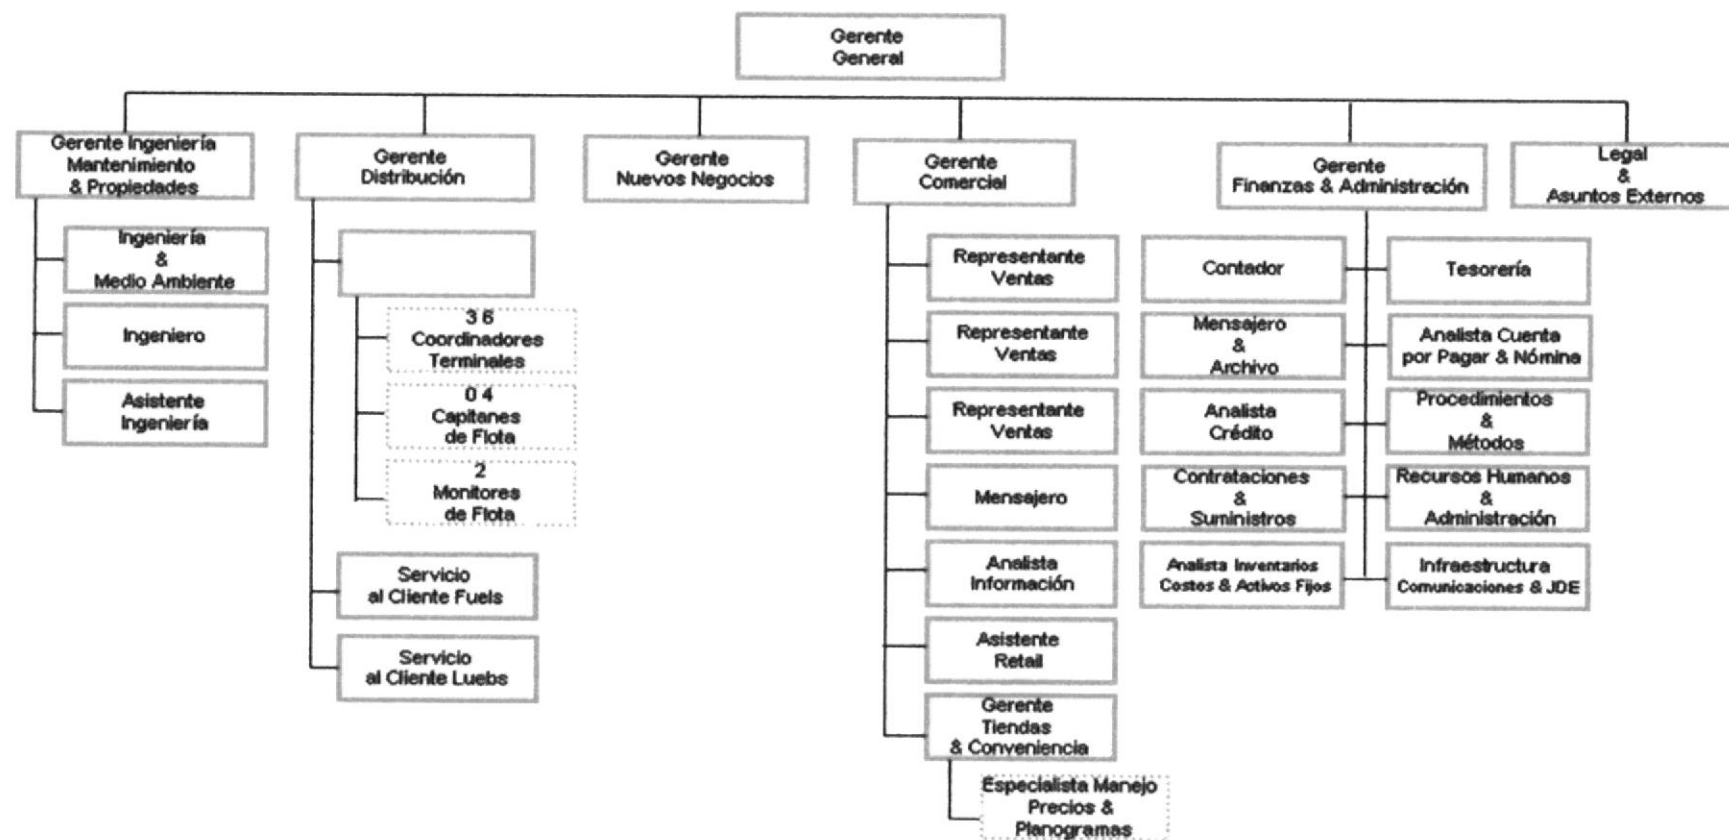 Gerente
General
Gerente Ingeniería
Mantenimiento
& Propiedades
Gerente
Distribución
Gerente
Nuevos Negocios
Gerente
Comercial
Gerente
Finanzas & Administración
Legal
&
Asuntos Externos
Ingeniería
&
Medio Ambiente
Ingeniero
Asistente
Ingeniería
3 6
Coordinadores
Terminales
0 4
Capitanes
de Flota
2
Monitores
de Flota
Servicio
al Cliente Fuels
Servicio
al Cliente Luebs
Representante
Ventas
Representante
Ventas
Representante
Ventas
Mensajero
Analista
Información
Asistente
Retail
Gerente
Tiendas
& Conveniencia
Especialista Manejo
Precios &
Planogramas
Contador
Mensajero
&
Archivo
Analista
Crédito
Contrataciones
&
Suministros
Analista Inventarios
Costos & Activos Fijos
Tesorería
Analista Cuenta
por Pagar & Nómina
Procedimientos
&
Métodos
Recursos Humanos
&
Administración
Infraestructura
Comunicaciones & JDE